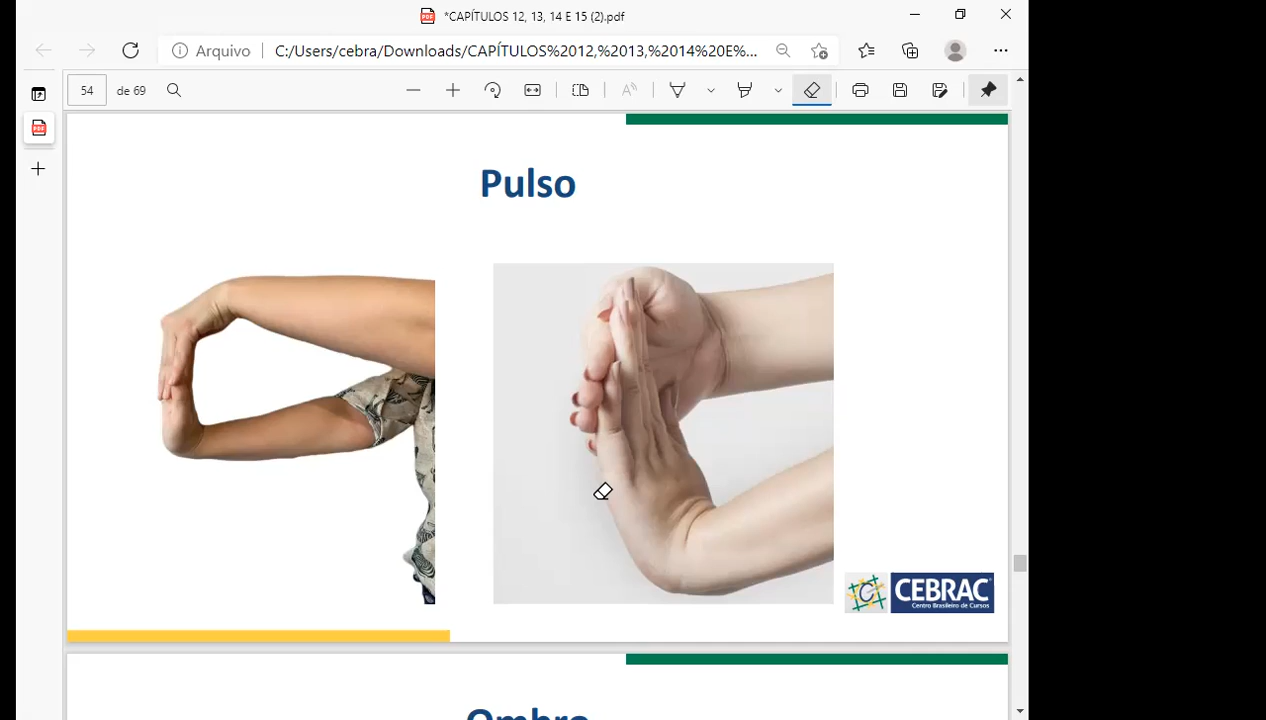 *CAPÍTULOS 12, 13, 14 E 15 (2).pdf
Arquivo
C:/Users/cebra/Downloads/CAPÍTULOS%2012,%2013,%2014%20E%...
54 de 69
Pulso
CEBRAC
Centro Brasileiro de Cursos
Ombro